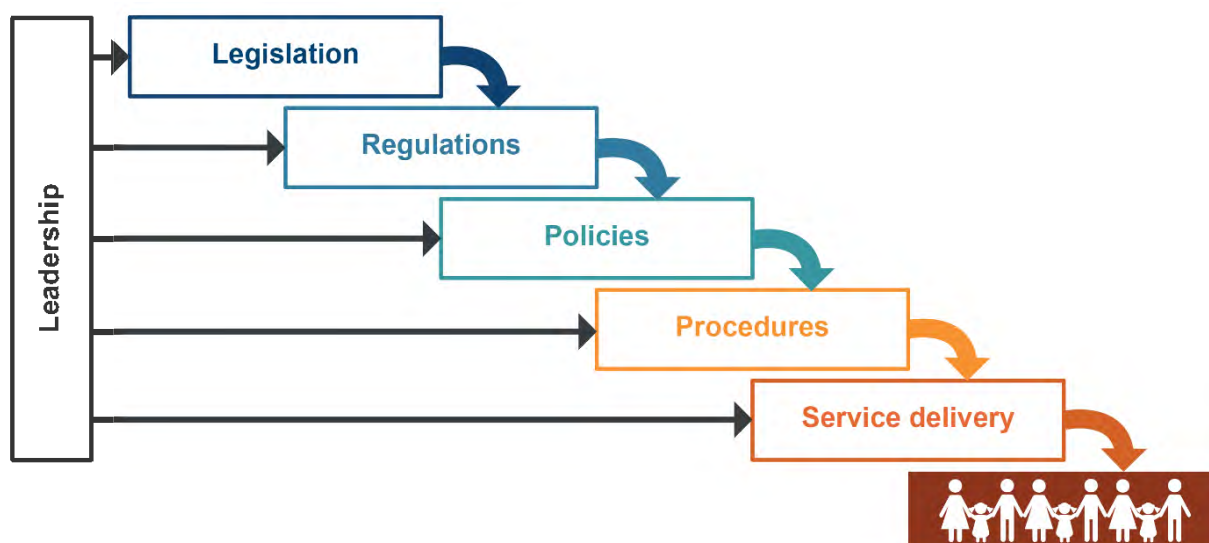 Leadership
Legislation
Regulations
Policies
Procedures
Service delivery